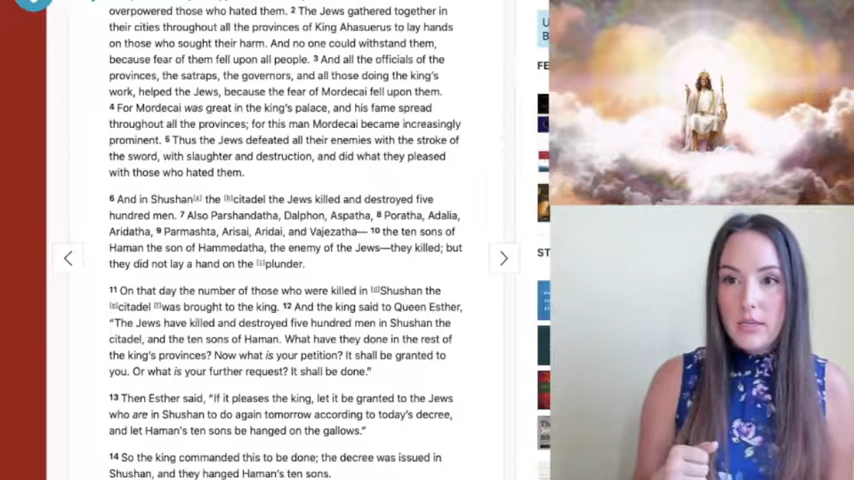 overpowered those who hated them. 2 The Jews gathered together in
their cities throughout all the provinces of King Ahasuerus to lay hands
on those who sought their harm. And no one could withstand them,
because fear of them fell upon all people. 3 And all the officials of the
provinces, the satraps, the governors, and all those doing the king's
work, helped the Jews, because the fear of Mordecai fell upon them.
4 For Mordecai was great in the king's palace, and his fame spread
throughout all the provinces; for this man Mordecai became increasingly
prominent. 5 Thus the Jews defeated all their enemies with the stroke of
the sword, with slaughter and destruction, and did what they pleased
with those who hated them.
6 And in Shushan[a] the [b]citadel the Jews killed and destroyed five
hundred men. 7 Also Parshandatha, Dalphon, Aspatha, 8 Poratha, Adalia,
Aridatha, 9 Parmashta, Arisai, Aridai, and Vajezatha— 10 the ten sons of
Haman the son of Hammedatha, the enemy of the Jews—they killed; but
they did not lay a hand on the [c]plunder.
11 On that day the number of those who were killed in [d]Shushan the
[e]citadel [f]was brought to the king. 12 And the king said to Queen Esther,
"The Jews have killed and destroyed five hundred men in Shushan the
citadel, and the ten sons of Haman. What have they done in the rest of
the king's provinces? Now what is your petition? It shall be granted to
you. Or what is your further request? It shall be done."
13 Then Esther said, "If it pleases the king, let it be granted to the Jews
who are in Shushan to do again tomorrow according to today's decree,
and let Haman's ten sons be hanged on the gallows."
14 So the king commanded this to be done; the decree was issued in
Shushan, and they hanged Haman's ten sons.
U
B
FE
ST